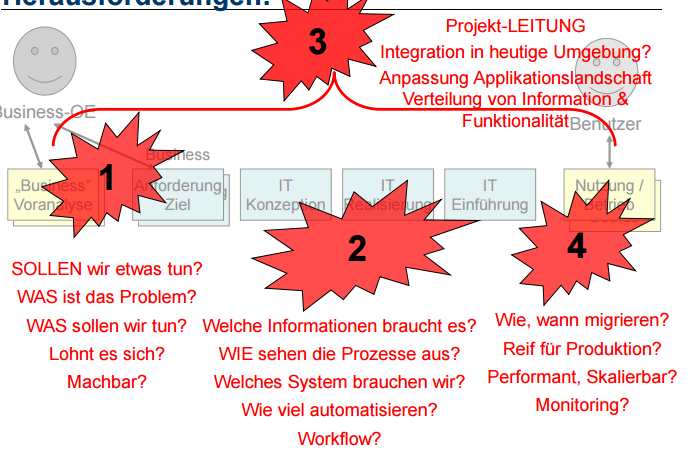 Herausforderungen:
3
Projekt-LEITUNG
Integration in heutige Umgebung?
Anpassung Applikationslandschaft
Verteilung von Information &
Funktionalität
Business-OE
Benutzer
Business
1
„Business“
Voranalyse
Anforderung
Ziel
IT
Konzeption
IT
Realisierung
IT
Einführung
Nutzung /
Betrieb
2
4
SOLLEN wir etwas tun?
WAS ist das Problem?
WAS sollen wir tun?
Lohnt es sich?
Machbar?
Welche Informationen braucht es?
WIE sehen die Prozesse aus?
Welches System brauchen wir?
Wie viel automatisieren?
Workflow?
Wie, wann migrieren?
Reif für Produktion?
Performant, Skalierbar?
Monitoring?